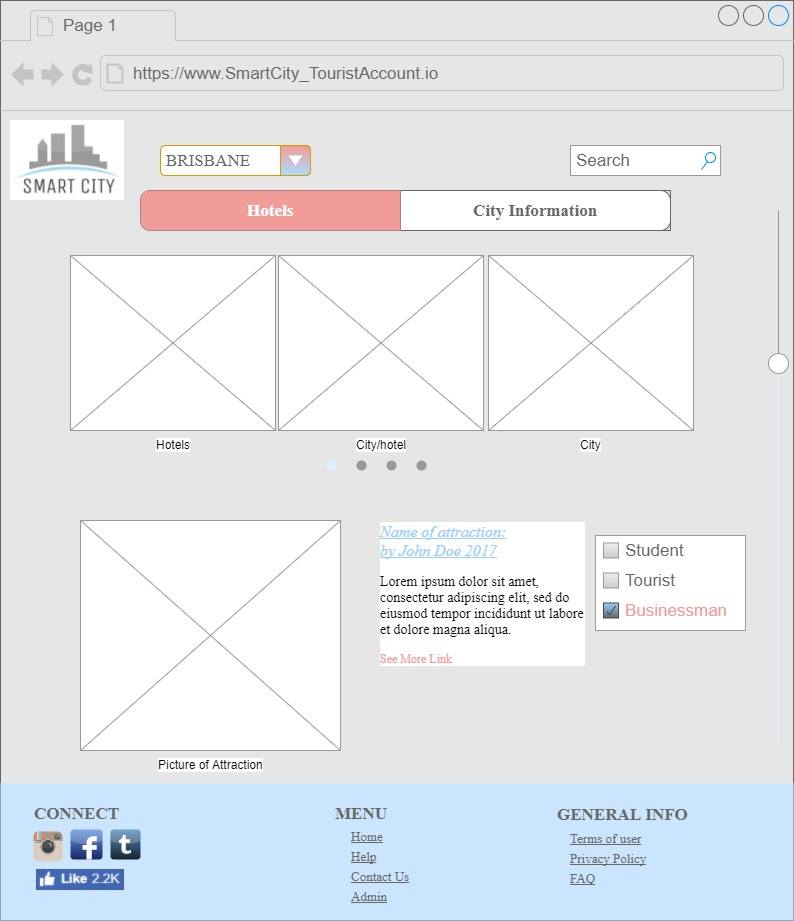 Page 1
https://www.SmartCity_TouristAccount.io
SMART CITY
BRISBANE
Search
Hotels
City Information
Hotels
City/hotel
City
Name of attraction:
by John Doe 2017
Lorem ipsum dolor sit amet,
consectetur adipiscing elit, sed do
eiusmod tempor incididunt ut labore
et dolore magna aliqua.
See More Link
Student
Tourist
Businessman
Picture of Attraction
CONNECT
f
t
Like 2.2K
MENU
Home
Help
Contact Us
Admin
GENERAL INFO
Terms of user
Privacy Policy
FAQ